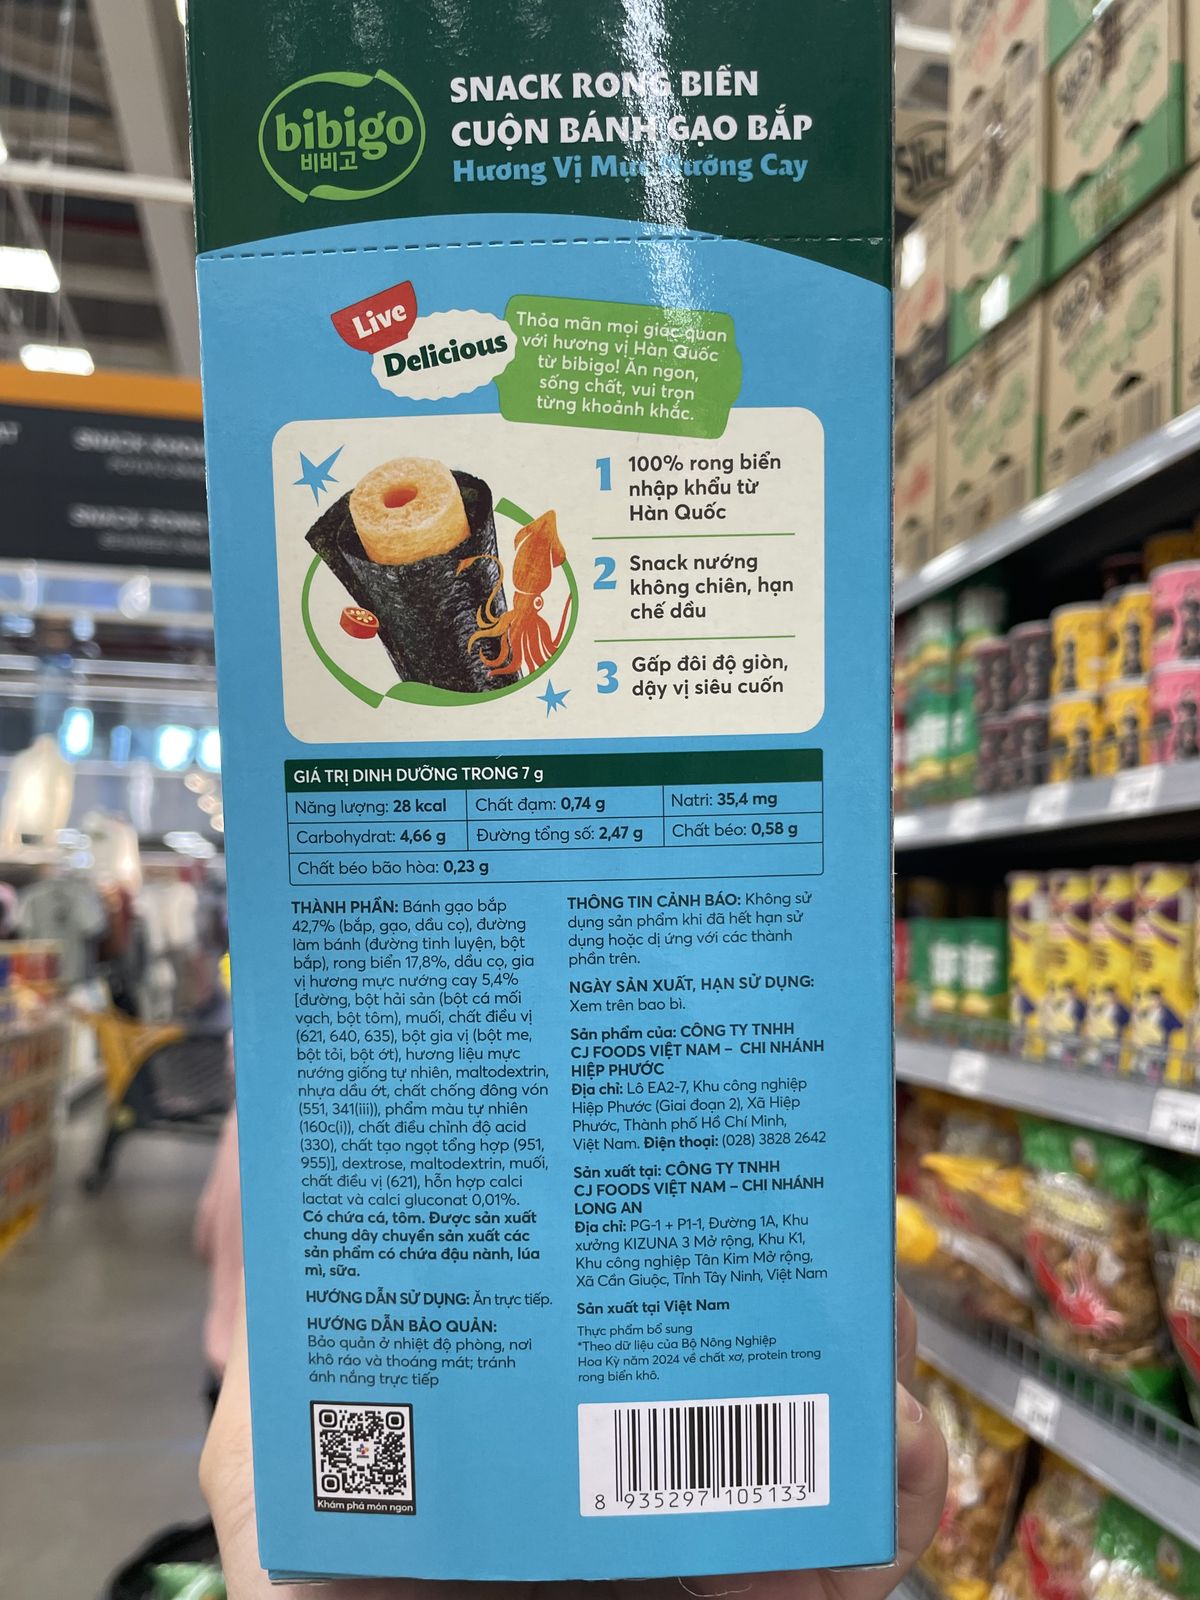 bibigo
비비고
SNACK RONG BIỂN
CUỘN BÁNH GẠO BẮP
Hương Vị Mực Nướng Cay
Live
Delicious
Thỏa mãn mọi giác quan
với hương vị Hàn Quốc
từ bibigo! Ăn ngon,
sống chất, vui trọn
từng khoảnh khắc.
1 100% rong biển
nhập khẩu từ
Hàn Quốc
2 Snack nướng
không chiên, hạn
chế dầu
3 Gấp đôi độ giòn,
dậy vị siêu cuốn
GIÁ TRỊ DINH DƯỠNG TRONG 7 g
Năng lượng: 28 kcal Chất đạm: 0,74 g Natri: 35,4 mg
Carbohydrat: 4,66 g Đường tổng số: 2,47 g Chất béo: 0,58 g
Chất béo bão hòa: 0,23 g
THÀNH PHẦN: Bánh gạo bắp
42,7% (bắp, gạo, dầu cọ), đường
làm bánh (đường tinh luyện, bột
bắp), rong biển 17,8%, dầu cọ, gia
vị hương mực nướng cay 5,4%
[đường, bột hải sản (bột cá mối
vạch, bột tôm), muối, chất điều vị
(621, 640, 635), bột gia vị (bột me,
bột tỏi, bột ớt), hương liệu mực
nướng giống tự nhiên, maltodextrin,
nhựa dầu ớt, chất chống đông vón
(551, 341(iii)), phẩm màu tự nhiên
(160c(i)), chất điều chỉnh độ acid
(330), chất tạo ngọt tổng hợp (951,
955)], dextrose, maltodextrin, muối,
chất điều vị (621), hỗn hợp calci
lactat và calci gluconat 0,01%.
Có chứa cá, tôm. Được sản xuất
chung dây chuyền sản xuất các
sản phẩm có chứa đậu nành, lúa
mì, sữa.
HƯỚNG DẪN SỬ DỤNG: Ăn trực tiếp.
HƯỚNG DẪN BẢO QUẢN:
Bảo quản ở nhiệt độ phòng, nơi
khô ráo và thoáng mát; tránh
ánh nắng trực tiếp
Khám phá món ngon
THÔNG TIN CẢNH BÁO: Không sử
dụng sản phẩm khi đã hết hạn sử
dụng hoặc dị ứng với các thành
phần trên.
NGÀY SẢN XUẤT, HẠN SỬ DỤNG:
Xem trên bao bì.
Sản phẩm của: CÔNG TY TNHH
CJ FOODS VIỆT NAM – CHI NHÁNH
HIỆP PHƯỚC
Địa chỉ: Lô EA2-7, Khu công nghiệp
Hiệp Phước (Giai đoạn 2), Xã Hiệp
Phước, Thành phố Hồ Chí Minh,
Việt Nam. Điện thoại: (028) 3828 2642
Sản xuất tại: CÔNG TY TNHH
CJ FOODS VIỆT NAM – CHI NHÁNH
LONG AN
Địa chỉ: PG-1 + P1-1, Đường 1A, Khu
xưởng KIZUNA 3 Mở rộng, Khu K1,
Khu công nghiệp Tân Kim Mở rộng,
Xã Cần Giuộc, Tỉnh Tây Ninh, Việt Nam
Sản xuất tại Việt Nam
Thực phẩm bổ sung
*Theo dữ liệu của Bộ Nông Nghiệp
Hoa Kỳ năm 2024 về chất xơ, protein trong
rong biển khô.
8 935297 105133